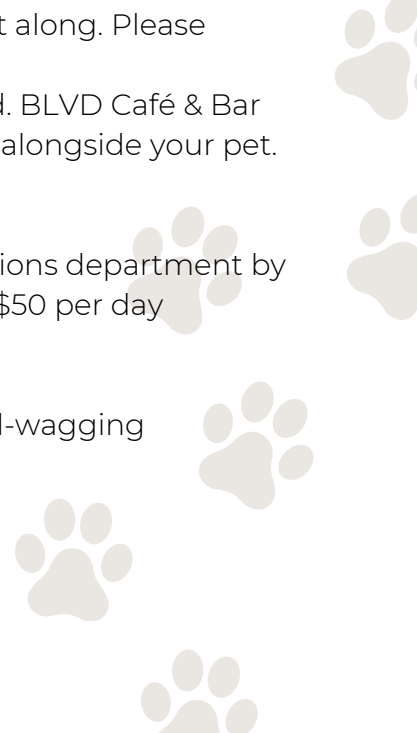 t along. Please
d. BLVD Café & Bar
alongside your pet.
ions department by
$50 per day
l-wagging